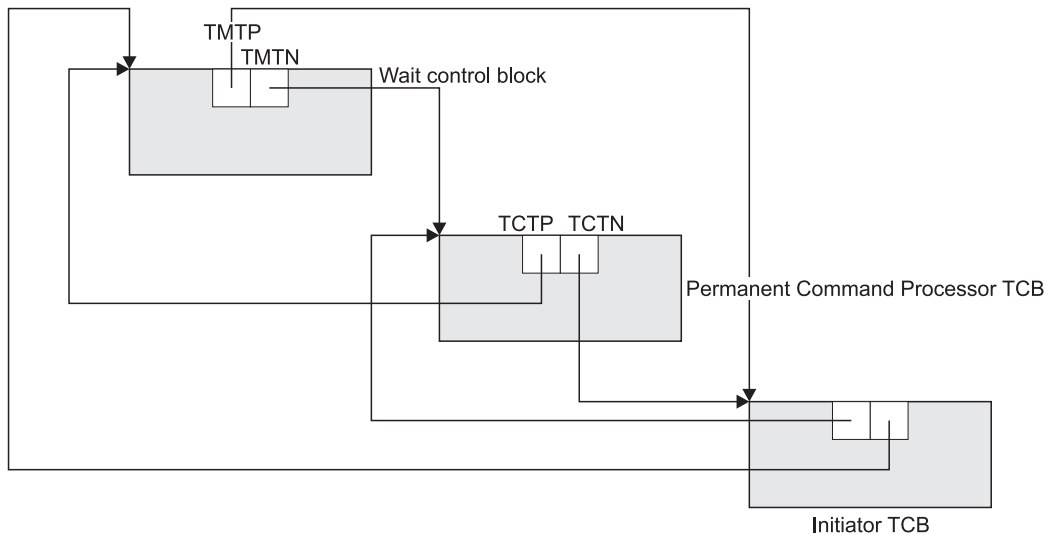 TMTP
TMTN
Wait control block
TCTP TCTN
Permanent Command Processor TCB
Initiator TCB